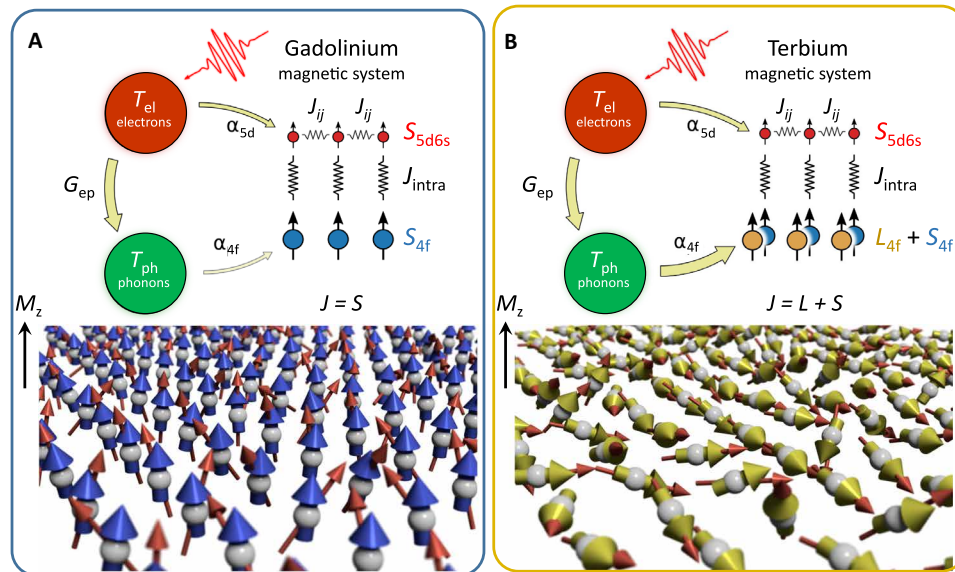 A
Gadolinium
magnetic system
T_el
electrons
α_5d
J_ij J_ij
S_5d6s
G_ep
J_intra
α_4f
S_4f
T_ph
phonons
J = S
M_z
B
Terbium
magnetic system
T_el
electrons
α_5d
J_ij J_ij
S_5d6s
G_ep
J_intra
α_4f
L_4f + S_4f
T_ph
phonons
J = L + S
M_z